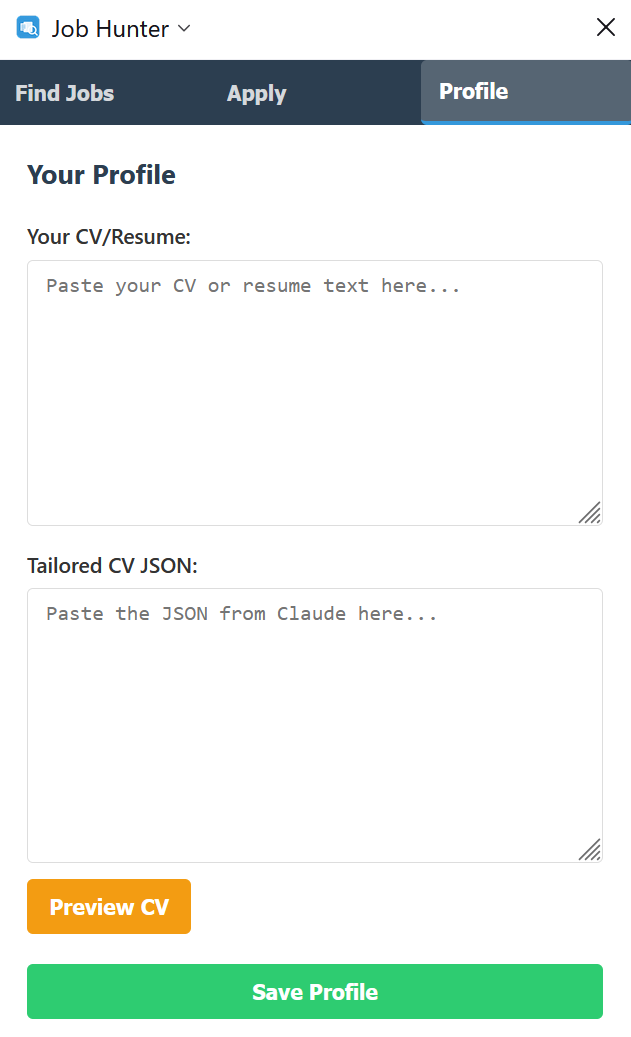 Job Hunter
Find Jobs Apply Profile
Your Profile
Your CV/Resume:
Paste your CV or resume text here...
Tailored CV JSON:
Paste the JSON from Claude here...
Preview CV
Save Profile